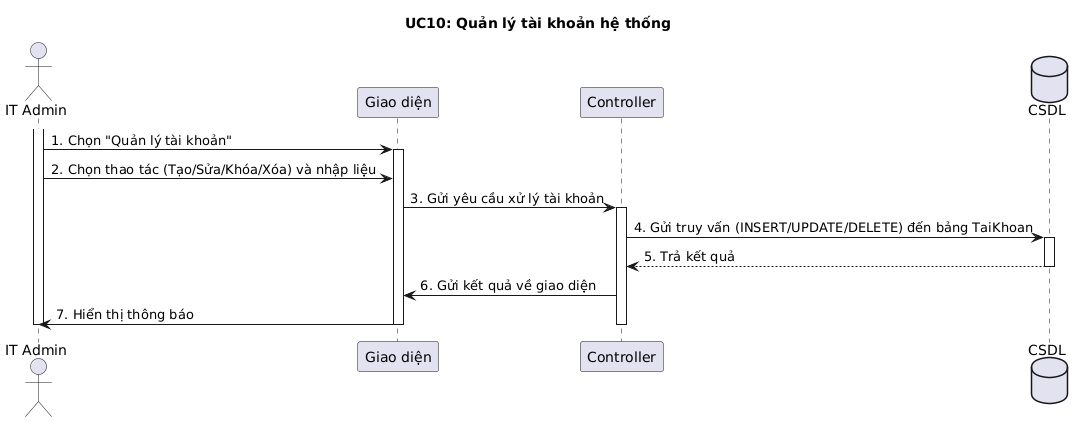 UC10: Quản lý tài khoản hệ thống
IT Admin
Giao diện
Controller
CSDL
1. Chọn "Quản lý tài khoản"
2. Chọn thao tác (Tạo/Sửa/Khóa/Xóa) và nhập liệu
3. Gửi yêu cầu xử lý tài khoản
4. Gửi truy vấn (INSERT/UPDATE/DELETE) đến bảng TaiKhoan
5. Trả kết quả
6. Gửi kết quả về giao diện
7. Hiển thị thông báo
IT Admin
Giao diện
Controller
CSDL